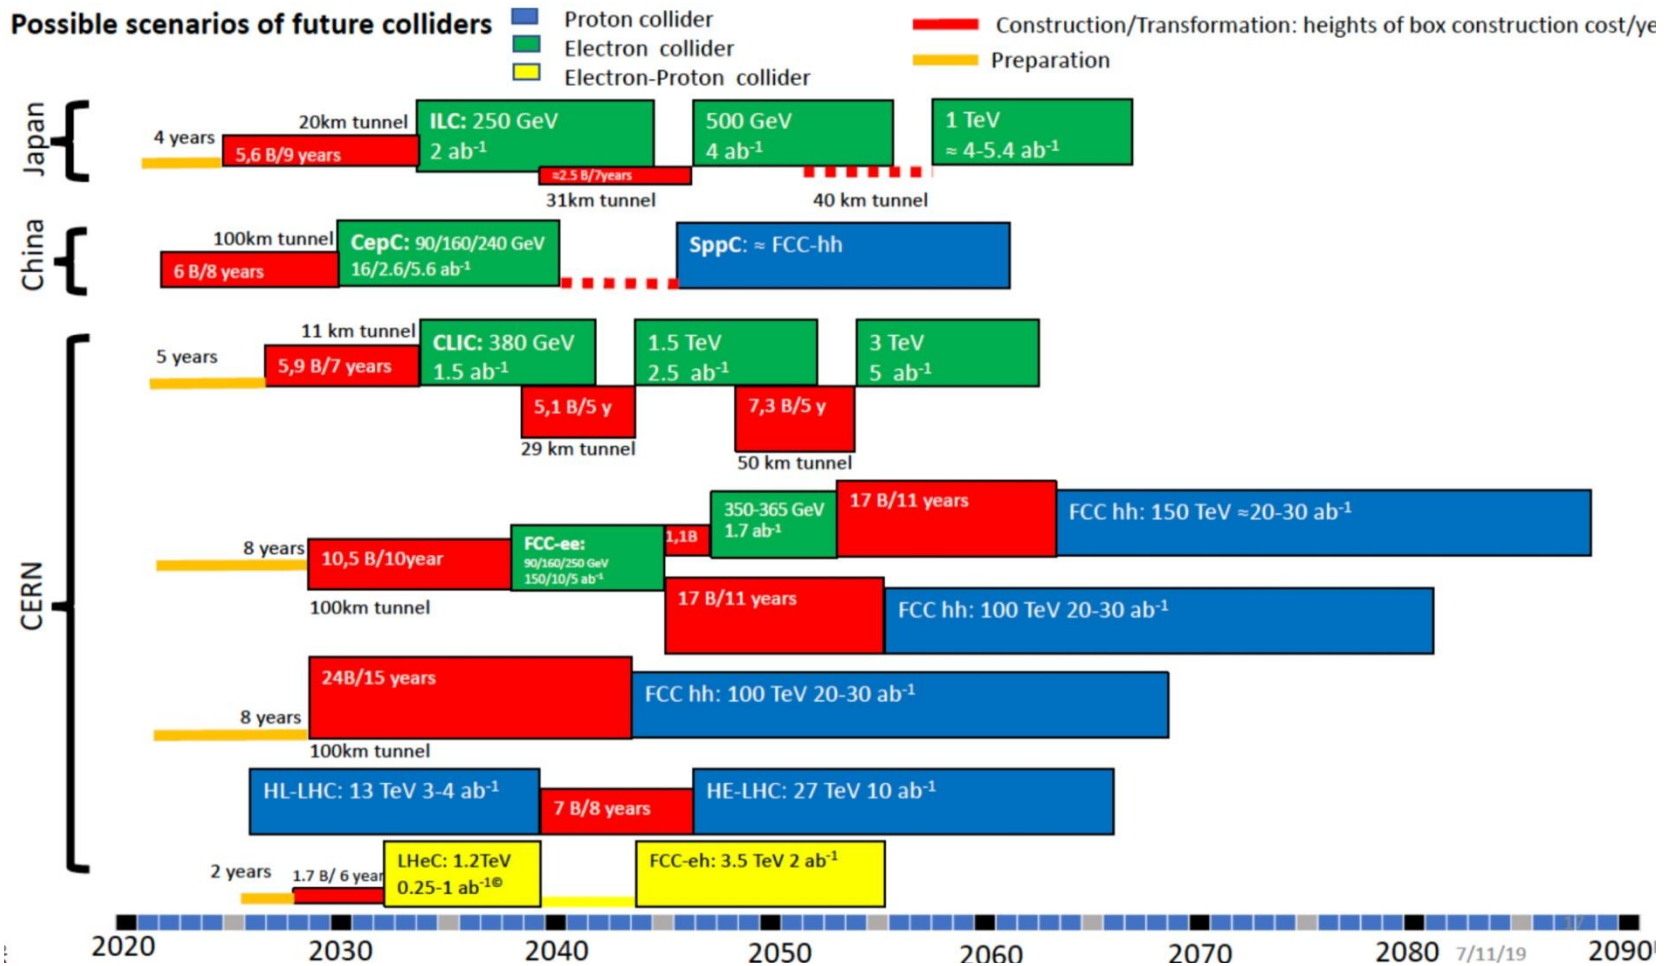 Possible scenarios of future colliders
Proton collider
Electron collider
Electron-Proton collider
Construction/Transformation: heights of box construction cost/ye
Preparation
Japan
4 years
20km tunnel
5,6 B/9 years
ILC: 250 GeV
2 ab⁻¹
≈2.5 B/7years
31km tunnel
500 GeV
4 ab⁻¹
40 km tunnel
1 TeV
≈ 4-5.4 ab⁻¹
China
100km tunnel
6 B/8 years
CepC: 90/160/240 GeV
16/2.6/5.6 ab⁻¹
SppC: ≈ FCC-hh
CERN
5 years
11 km tunnel
5,9 B/7 years
CLIC: 380 GeV
1.5 ab⁻¹
5,1 B/5 y
29 km tunnel
1.5 TeV
2.5 ab⁻¹
7,3 B/5 y
50 km tunnel
3 TeV
5 ab⁻¹
8 years
10,5 B/10year
100km tunnel
FCC-ee:
90/160/250 GeV
150/10/5 ab⁻¹
1,1B
350-365 GeV
1.7 ab⁻¹
17 B/11 years
FCC hh: 150 TeV ≈20-30 ab⁻¹
17 B/11 years
FCC hh: 100 TeV 20-30 ab⁻¹
8 years
24B/15 years
100km tunnel
FCC hh: 100 TeV 20-30 ab⁻¹
HL-LHC: 13 TeV 3-4 ab⁻¹
7 B/8 years
HE-LHC: 27 TeV 10 ab⁻¹
2 years
1.7 B/ 6 year
LHeC: 1.2TeV
0.25-1 ab⁻¹©
FCC-eh: 3.5 TeV 2 ab⁻¹
17
2020 2030 2040 2050 2060 2070 2080 7/11/19 2090